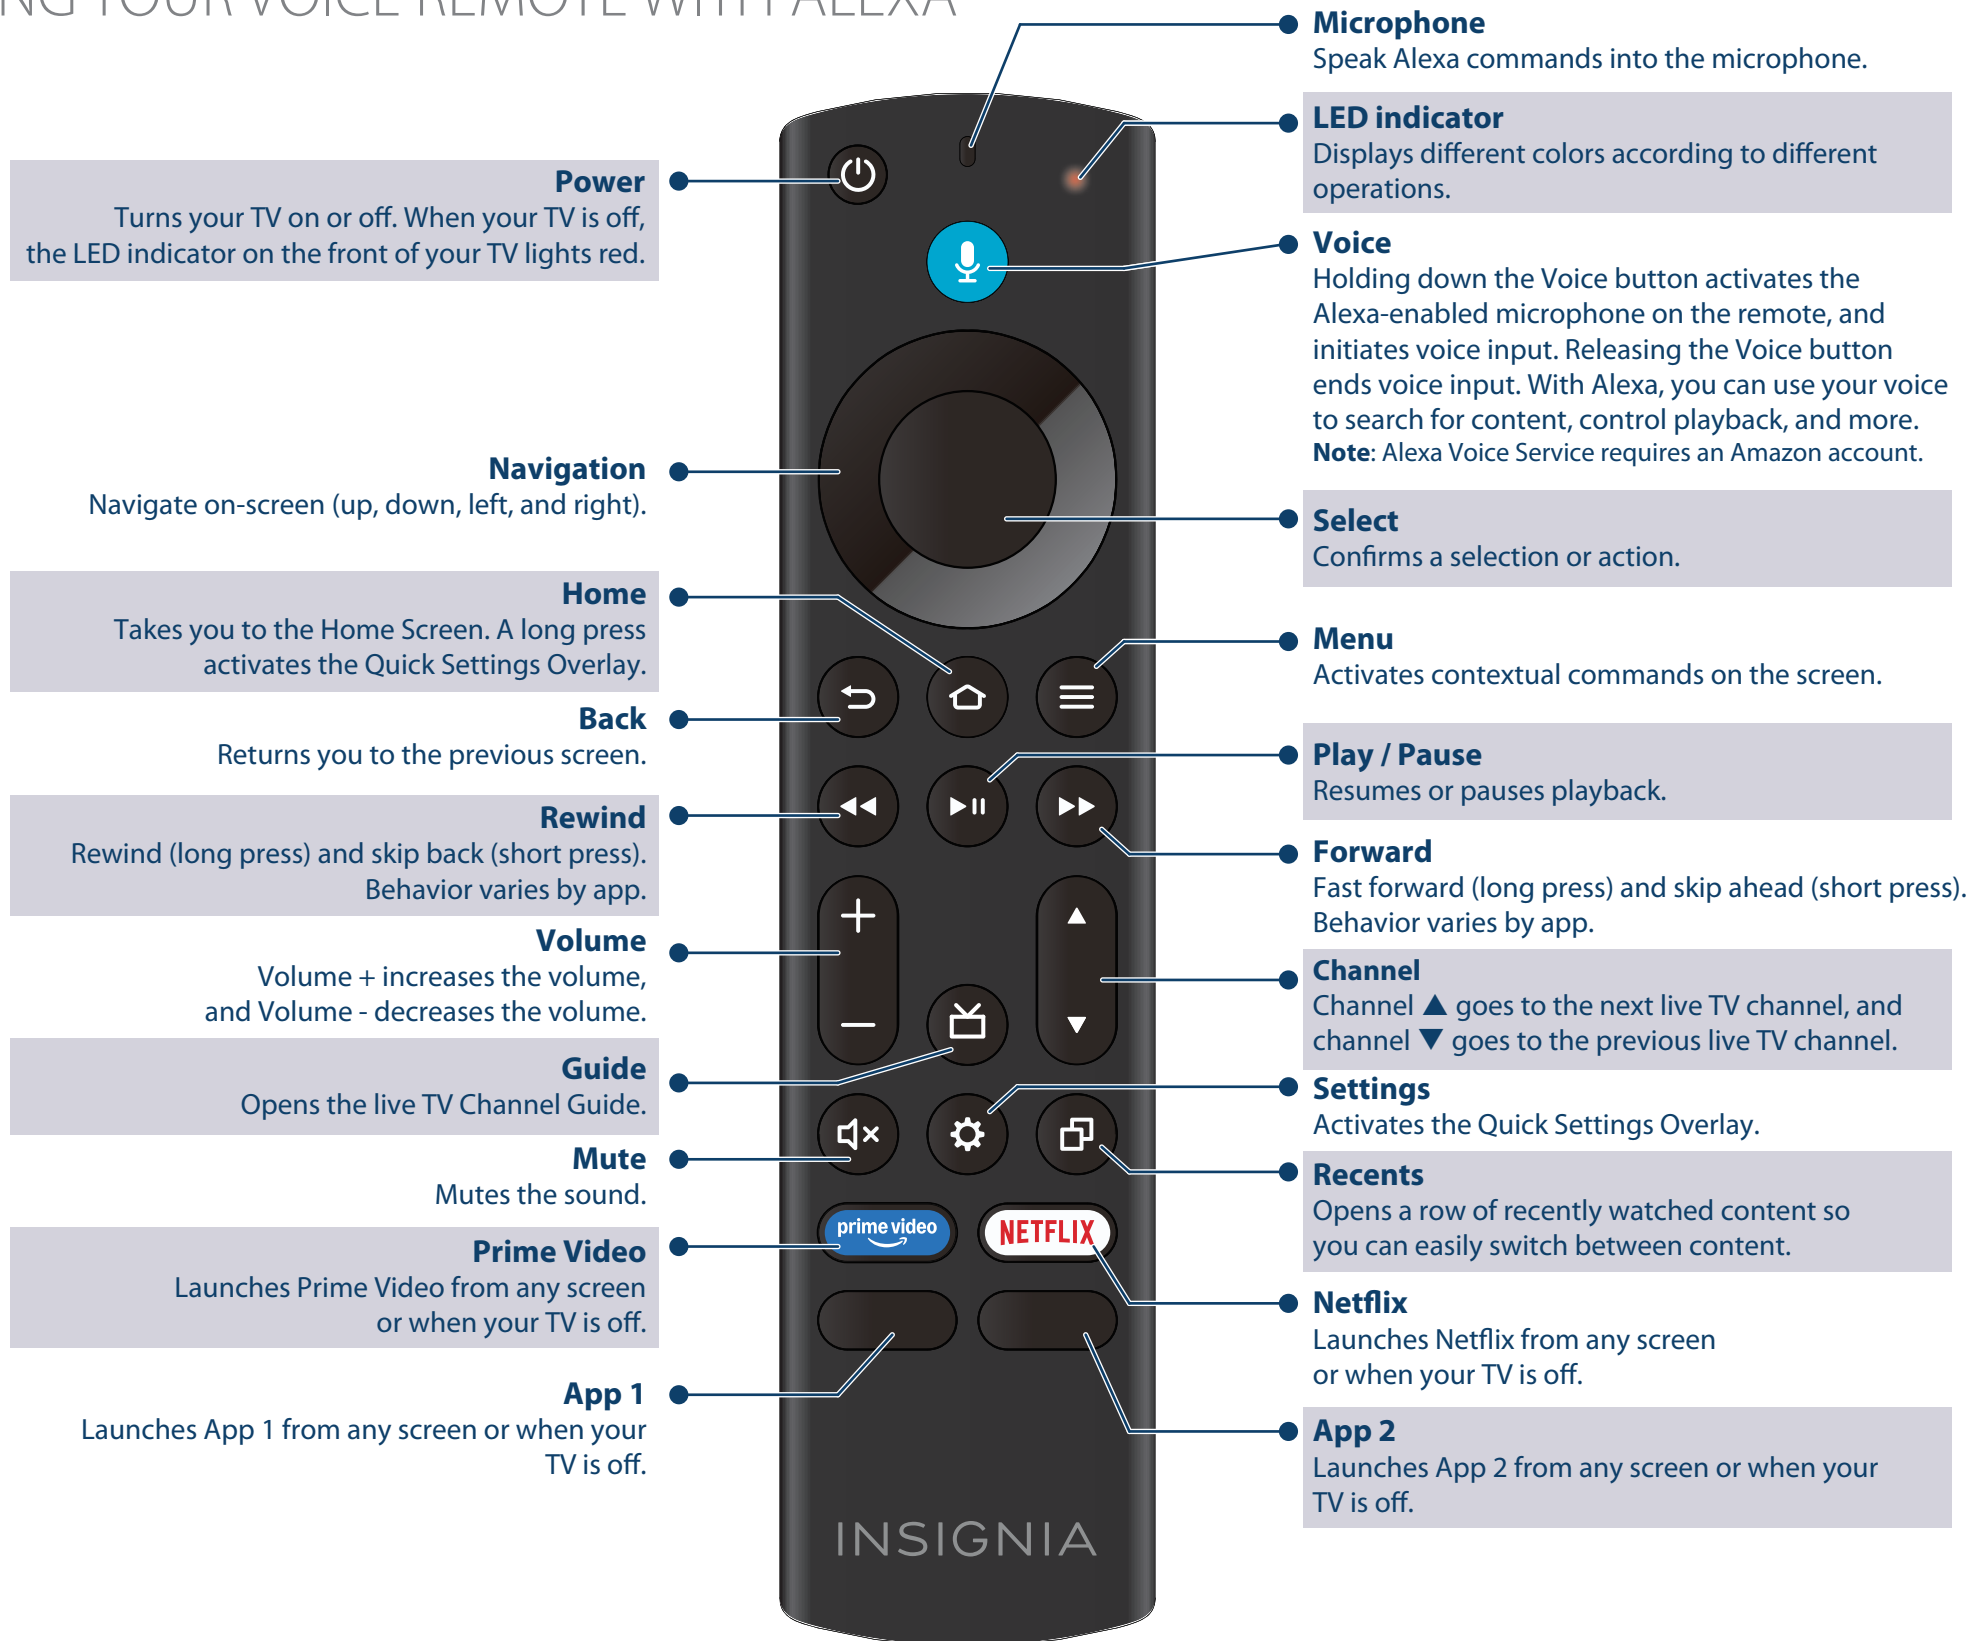 NG YOUR VOICE REMOTE WITH ALEXA
Power
Turns your TV on or off. When your TV is off,
the LED indicator on the front of your TV lights red.
Navigation
Navigate on-screen (up, down, left, and right).
Home
Takes you to the Home Screen. A long press
activates the Quick Settings Overlay.
Back
Returns you to the previous screen.
Rewind
Rewind (long press) and skip back (short press).
Behavior varies by app.
Volume
Volume + increases the volume,
and Volume - decreases the volume.
Guide
Opens the live TV Channel Guide.
Mute
Mutes the sound.
Prime Video
Launches Prime Video from any screen
or when your TV is off.
App 1
Launches App 1 from any screen or when your
TV is off.
prime video
NETFLIX
INSIGNIA
Microphone
Speak Alexa commands into the microphone.
LED indicator
Displays different colors according to different
operations.
Voice
Holding down the Voice button activates the
Alexa-enabled microphone on the remote, and
initiates voice input. Releasing the Voice button
ends voice input. With Alexa, you can use your voice
to search for content, control playback, and more.
Note: Alexa Voice Service requires an Amazon account.
Select
Confirms a selection or action.
Menu
Activates contextual commands on the screen.
Play / Pause
Resumes or pauses playback.
Forward
Fast forward (long press) and skip ahead (short press).
Behavior varies by app.
Channel
Channel ▲ goes to the next live TV channel, and
channel ▼ goes to the previous live TV channel.
Settings
Activates the Quick Settings Overlay.
Recents
Opens a row of recently watched content so
you can easily switch between content.
Netflix
Launches Netflix from any screen
or when your TV is off.
App 2
Launches App 2 from any screen or when your
TV is off.